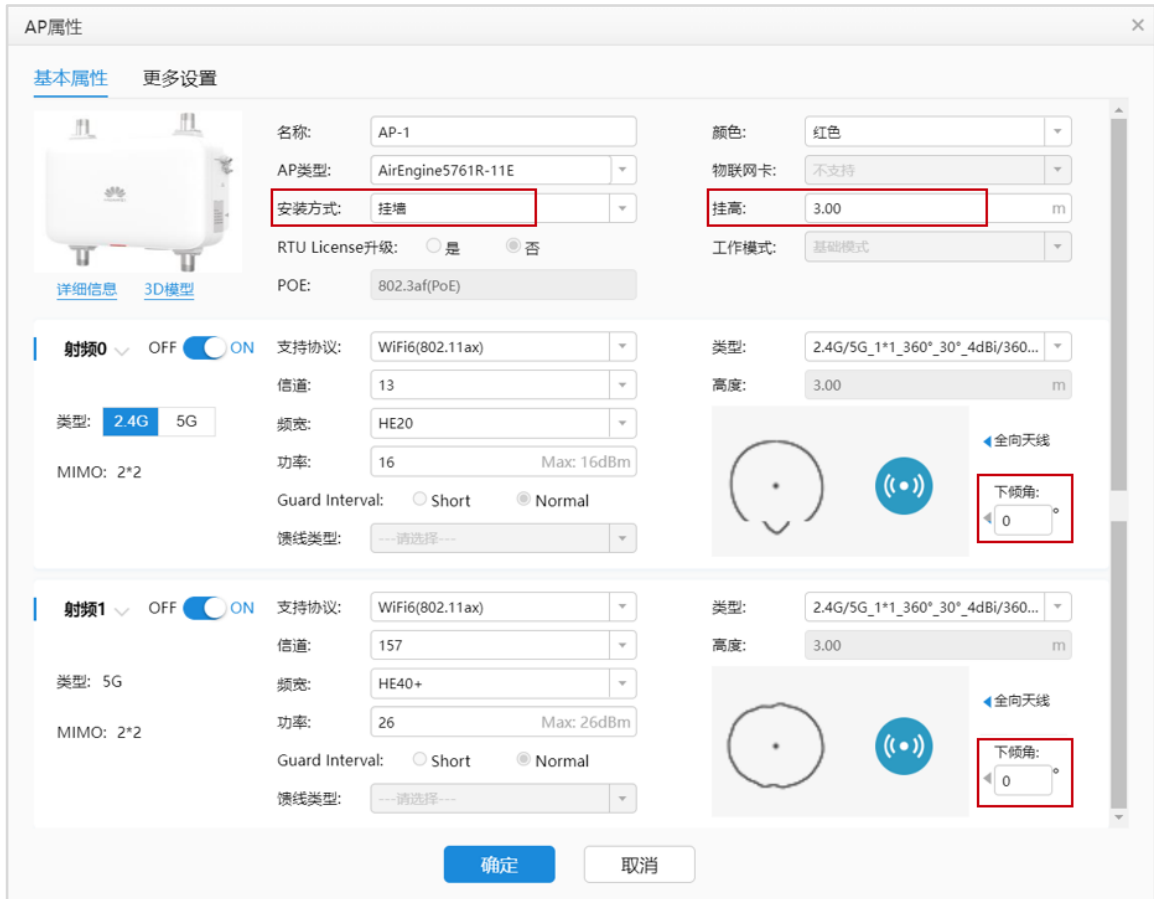 AP属性
基本属性 更多设置
名称: AP-1 颜色: 红色
AP类型: AirEngine5761R-11E 物联网卡: 不支持
安装方式: 挂墙 挂高: 3.00 m
RTU License升级: 是 否 工作模式: 基础模式
详细信息 3D模型 POE: 802.3af(PoE)
射频0 OFF ON 支持协议: WiFi6(802.11ax) 类型: 2.4G/5G_1*1_360°_30°_4dBi/360...
信道: 13 高度: 3.00 m
类型: 2.4G 5G 频宽: HE20 全向天线
MIMO: 2*2 功率: 16 Max: 16dBm
下倾角:
0 °
Guard Interval: Short Normal
馈线类型: ---请选择---
射频1 OFF ON 支持协议: WiFi6(802.11ax) 类型: 2.4G/5G_1*1_360°_30°_4dBi/360...
信道: 157 高度: 3.00 m
类型: 5G 频宽: HE40+ 全向天线
MIMO: 2*2 功率: 26 Max: 26dBm
下倾角:
0 °
Guard Interval: Short Normal
馈线类型: ---请选择---
确定 取消